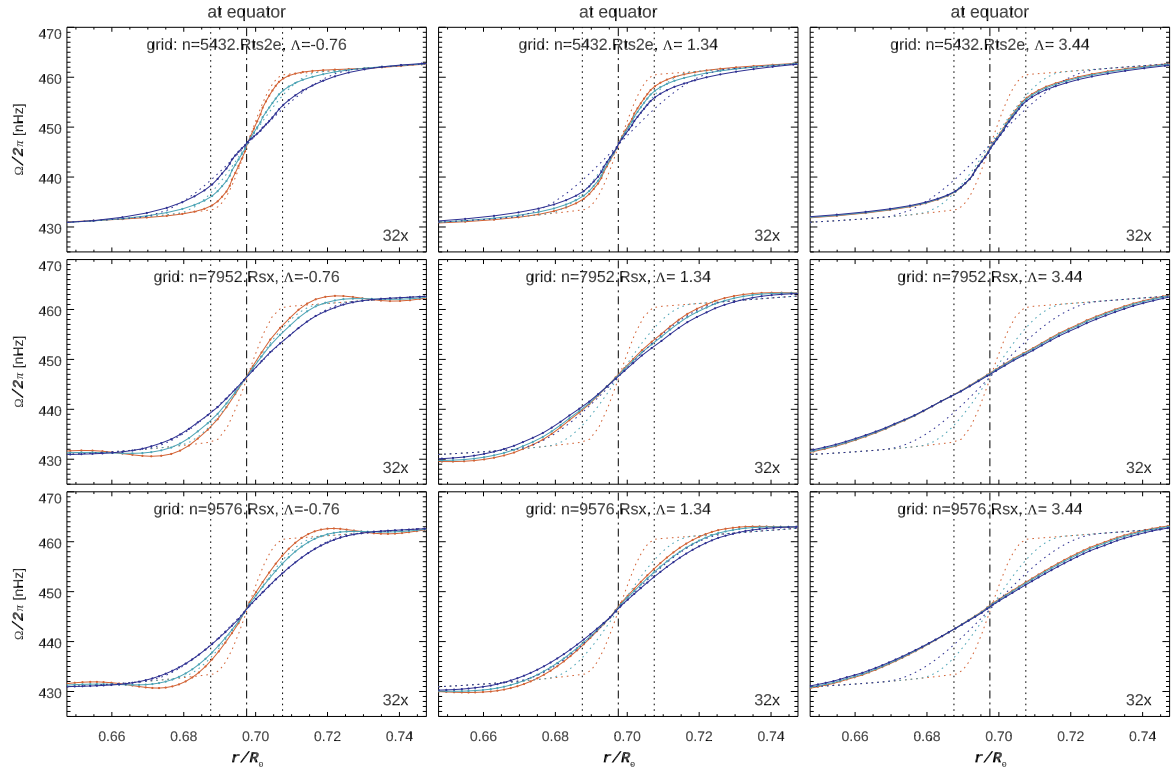 at equator at equator at equator
470 grid: n=5432.Rts2e, Λ=-0.76 grid: n=5432.Rts2e, Λ= 1.34 grid: n=5432.Rts2e, Λ= 3.44
460
450
Ω/2π [nHz]
440
430
32x 32x 32x
470 grid: n=7952.Rsx, Λ=-0.76 grid: n=7952.Rsx, Λ= 1.34 grid: n=7952.Rsx, Λ= 3.44
460
450
Ω/2π [nHz]
440
430
32x 32x 32x
470 grid: n=9576.Rsx, Λ=-0.76 grid: n=9576.Rsx, Λ= 1.34 grid: n=9576.Rsx, Λ= 3.44
460
450
Ω/2π [nHz]
440
430
32x 32x 32x
0.66 0.68 0.70 0.72 0.74 0.66 0.68 0.70 0.72 0.74 0.66 0.68 0.70 0.72 0.74
r/R⊙ r/R⊙ r/R⊙